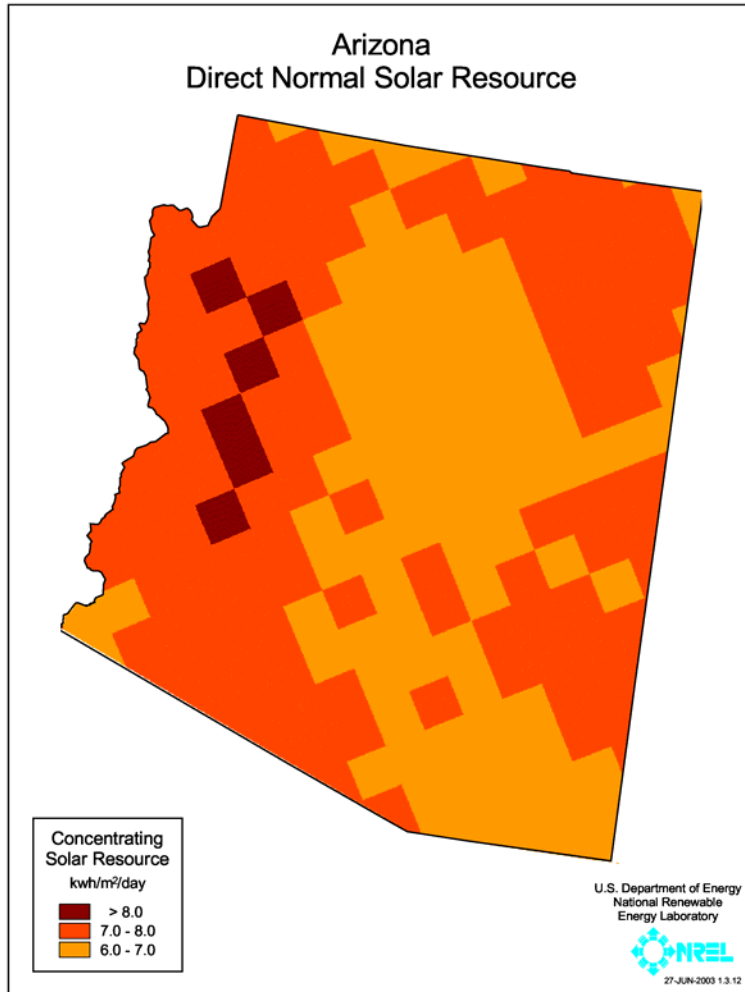 Arizona
Direct Normal Solar Resource
Concentrating
Solar Resource
kwh/m²/day
> 8.0
7.0 - 8.0
6.0 - 7.0
U.S. Department of Energy
National Renewable
Energy Laboratory
NREL
27-JUN-2003 1.3.12